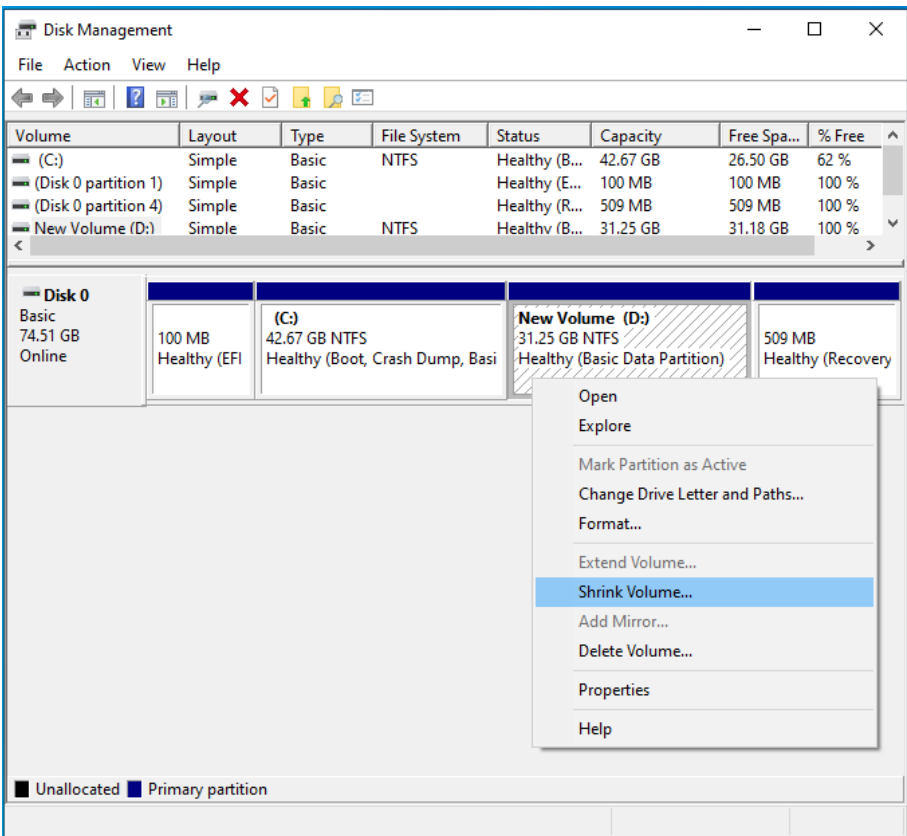 Disk Management
File Action View Help
Volume Layout Type File System Status Capacity Free Spa... % Free
(C:) Simple Basic NTFS Healthy (B... 42.67 GB 26.50 GB 62 %
(Disk 0 partition 1) Simple Basic Healthy (E... 100 MB 100 MB 100 %
(Disk 0 partition 4) Simple Basic Healthy (R... 509 MB 509 MB 100 %
New Volume (D:) Simple Basic NTFS Healthy (B... 31.25 GB 31.18 GB 100 %
Disk 0
Basic
74.51 GB
Online
100 MB
Healthy (EFI
(C:)
42.67 GB NTFS
Healthy (Boot, Crash Dump, Basi
New Volume (D:)
31.25 GB NTFS
Healthy (Basic Data Partition)
509 MB
Healthy (Recovery
Open
Explore
Mark Partition as Active
Change Drive Letter and Paths...
Format...
Extend Volume...
Shrink Volume...
Add Mirror...
Delete Volume...
Properties
Help
Unallocated Primary partition